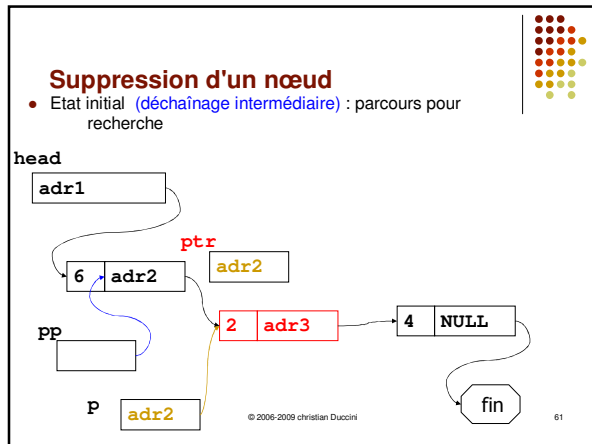 Suppression d'un nœud
• Etat initial (déchaînage intermédiaire) : parcours pour
recherche
head
adr1
ptr
adr2
6 adr2
2 adr3
4 NULL
pp
p
adr2
fin
© 2006-2009 christian Duccini
61